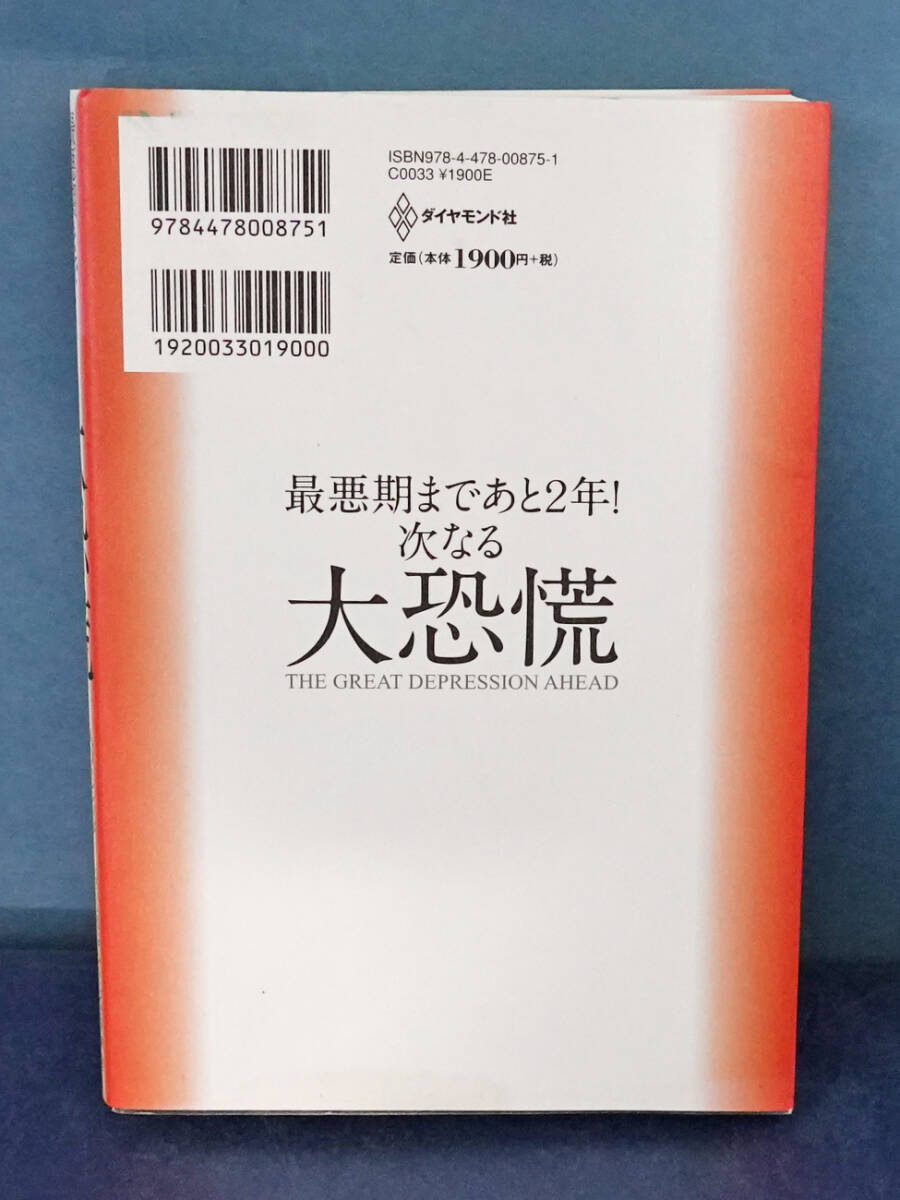 9784478008751
1920033019000
ISBN978-4-478-00875-1
C0033 ¥1900E
ダイヤモンド社
定価(本体1900円+税)
最悪期まであと2年!
次なる
大恐慌
THE GREAT DEPRESSION AHEAD